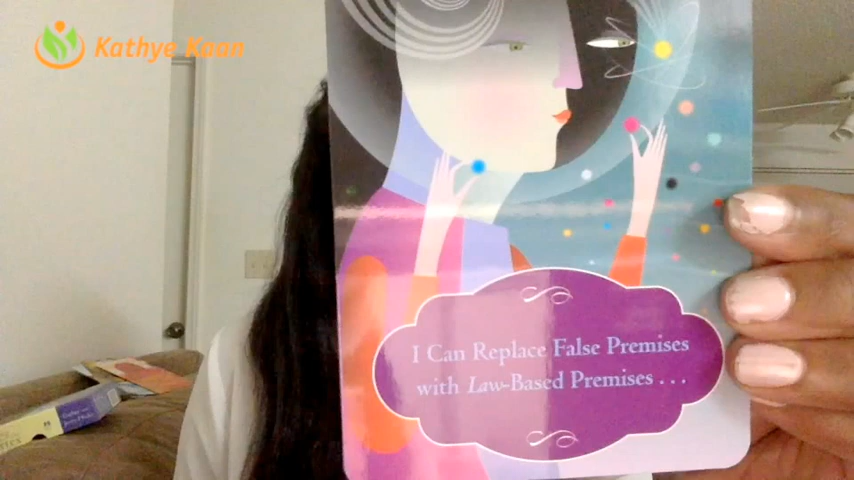 Kathye Kaan
I Can Replace False Premises
with Law-Based Premises . . .